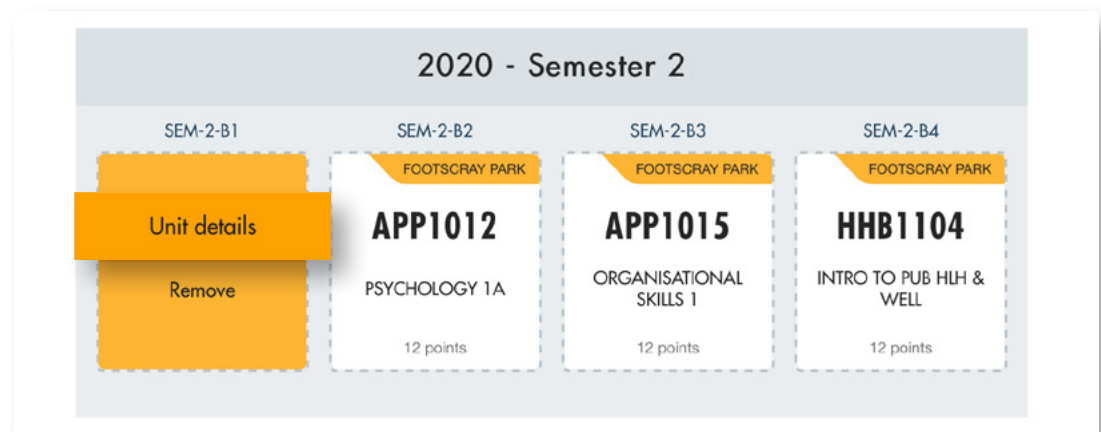 2020 - Semester 2
SEM-2-B1
SEM-2-B2
SEM-2-B3
SEM-2-B4
Unit details
Remove
FOOTSCRAY PARK
APP1012
PSYCHOLOGY 1A
12 points
FOOTSCRAY PARK
APP1015
ORGANISATIONAL
SKILLS 1
12 points
FOOTSCRAY PARK
HHB1104
INTRO TO PUB HLH &
WELL
12 points